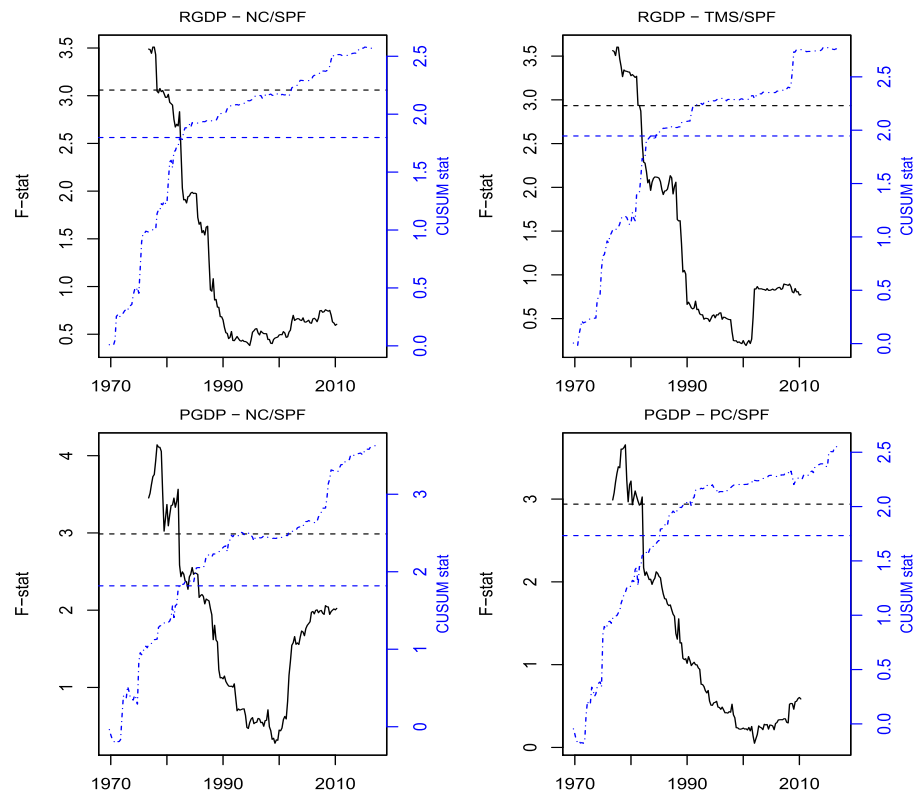 RGDP − NC/SPF
F−stat
0.5 1.0 1.5 2.0 2.5 3.0 3.5
0.0 0.5 1.0 1.5 2.0 2.5
CUSUM stat
1970 1990 2010
RGDP − TMS/SPF
F−stat
0.5 1.0 1.5 2.0 2.5 3.0 3.5
0.0 0.5 1.0 1.5 2.0 2.5
CUSUM stat
1970 1990 2010
PGDP − NC/SPF
F−stat
1 2 3 4
0 1 2 3
CUSUM stat
1970 1990 2010
PGDP − PC/SPF
F−stat
0 1 2 3
0.0 0.5 1.0 1.5 2.0 2.5
CUSUM stat
1970 1990 2010